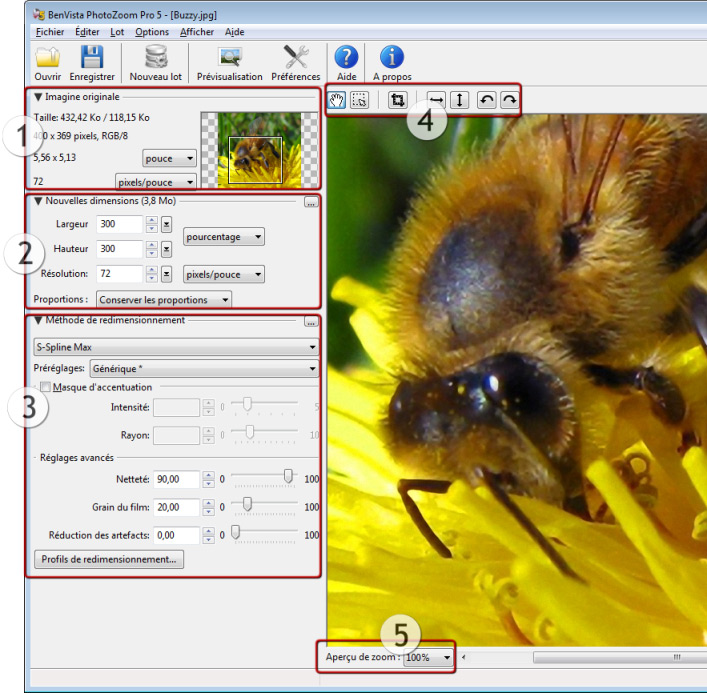 BenVista PhotoZoom Pro 5 - [Buzzy.jpg]
Fichier Éditer Lot Options Afficher Aide
Ouvrir Enregistrer Nouveau lot Prévisualisation Préférences Aide A propos
Imagine originale
Taille: 432,42 Ko / 118,15 Ko
400 x 369 pixels, RGB/8
5,56 x 5,13 pouce
72 pixels/pouce
1
Nouvelles dimensions (3,8 Mo) ...
Largeur 300
pourcentage
Hauteur 300
Résolution: 72 pixels/pouce
Proportions : Conserver les proportions
2
Méthode de redimensionnement ...
S-Spline Max
Préréglages: Générique *
Masque d'accentuation
Intensité: 0 5
Rayon: 0 10
Réglages avancés
Netteté: 90,00 0 100
Grain du film: 20,00 0 100
Réduction des artefacts: 0,00 0 100
Profils de redimensionnement...
3
4
5
Aperçu de zoom : 100%